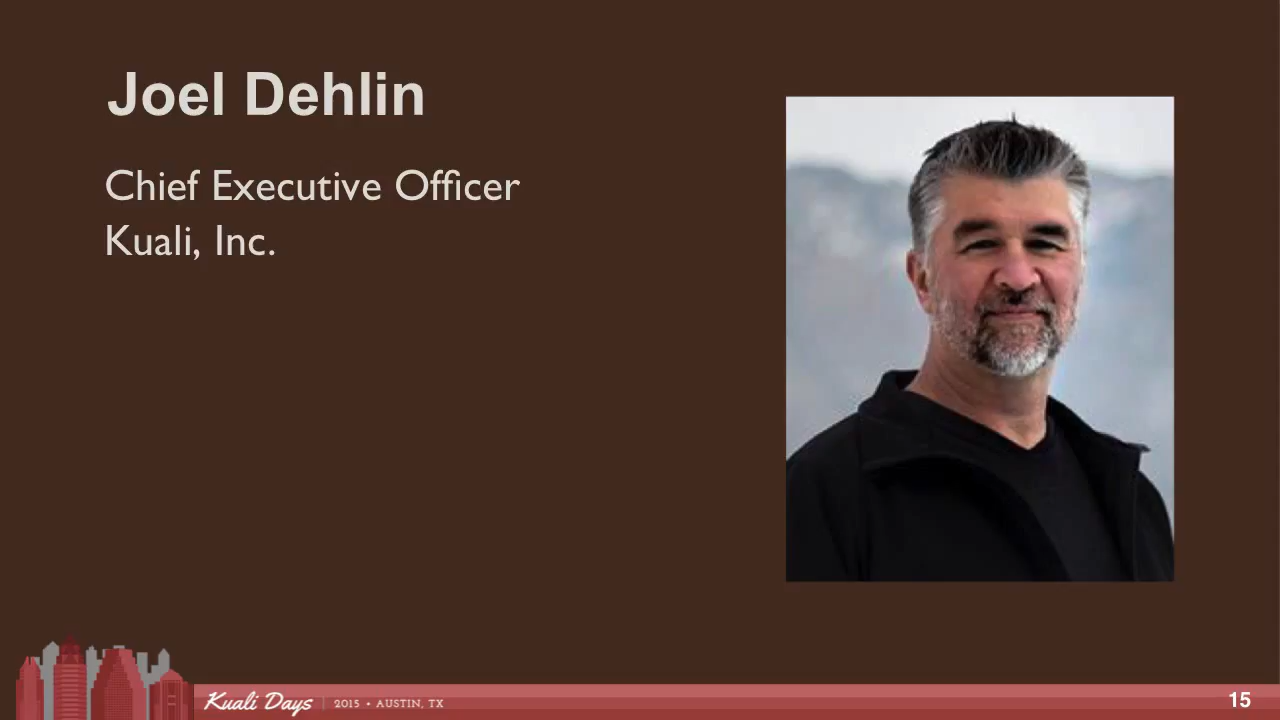 Joel Dehlin
Chief Executive Officer
Kuali, Inc.
Kuali Days | 2015 • AUSTIN, TX
15